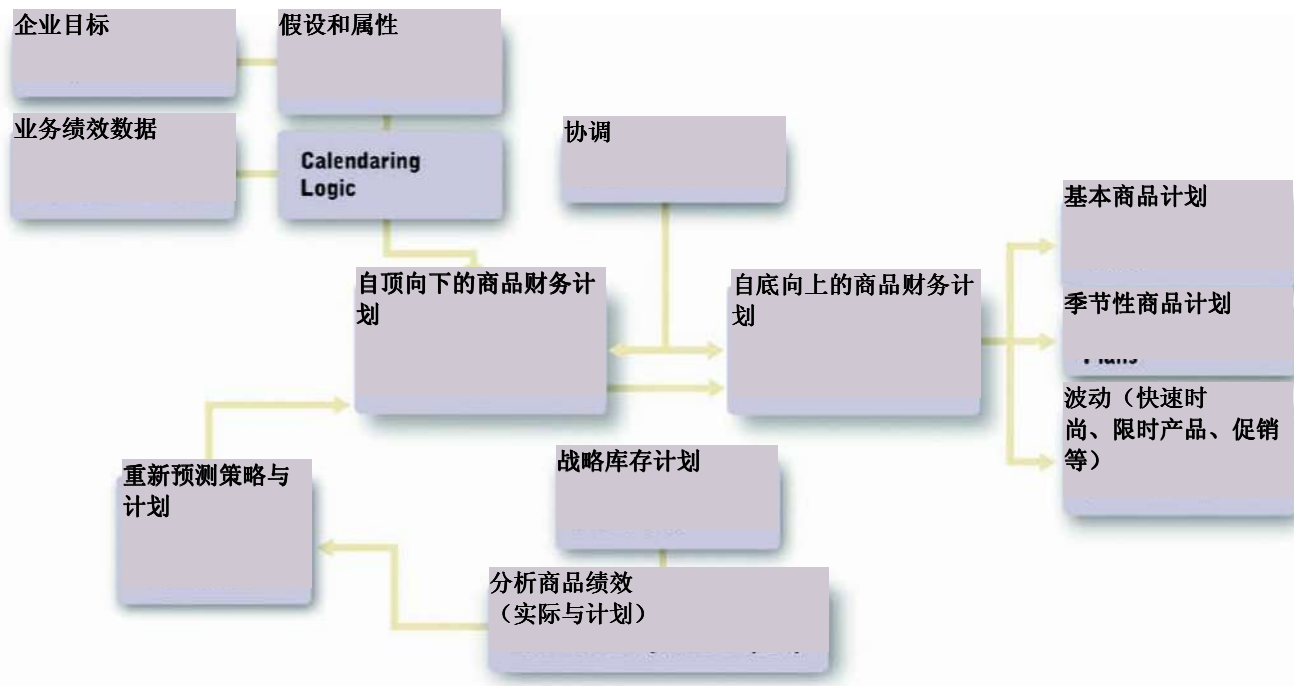 企业目标
假设和属性
业务绩效数据
Calendaring
Logic
协调
基本商品计划
自顶向下的商品财务计
划
自底向上的商品财务计
划
季节性商品计划
Plans
波动（快速时
尚、限时产品、促销
等）
战略库存计划
重新预测策略与
计划
分析商品绩效
（实际与计划）